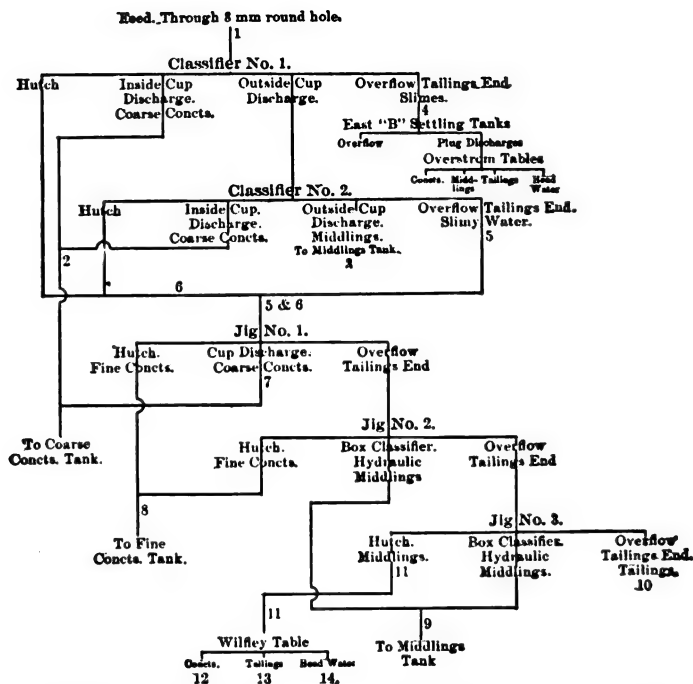 Feed. Through 8 mm round hole.
1
Classifier No. 1.
Hutch Inside Cup Outside Cup Overflow Tailings End.
Discharge. Discharge. Slimes.
Coarse Concts. 4
East "B" Settling Tanks
Overflow Plug Discharges
Overstrom Tables
Concts. Midd- Tailings Head
lings Water
Classifier No. 2.
Hutch Inside Cup. Outside Cup Overflow Tailings End.
Discharge. Discharge. Slimy Water.
Coarse Concts. Middlings. 5
To Middlings Tank.
2 3
6
5 & 6
Jig No. 1.
Hutch. Cup Discharge. Overflow
Fine Concts. Coarse Concts. Tailings End
7
Jig No. 2.
To Coarse Hutch. Box Classifier. Overflow
Concts. Tank. Fine Concts. Hydraulic Tailings End
Middlings
8
Jig No. 3.
To Fine Hutch. Box Classifier. Overflow
Concts. Tank. Middlings. Hydraulic Tailings End.
11 Middlings. Tailings.
10
11
9
Wilfley Table To Middlings
Concts. Tailings Head Water Tank
12 13 14.